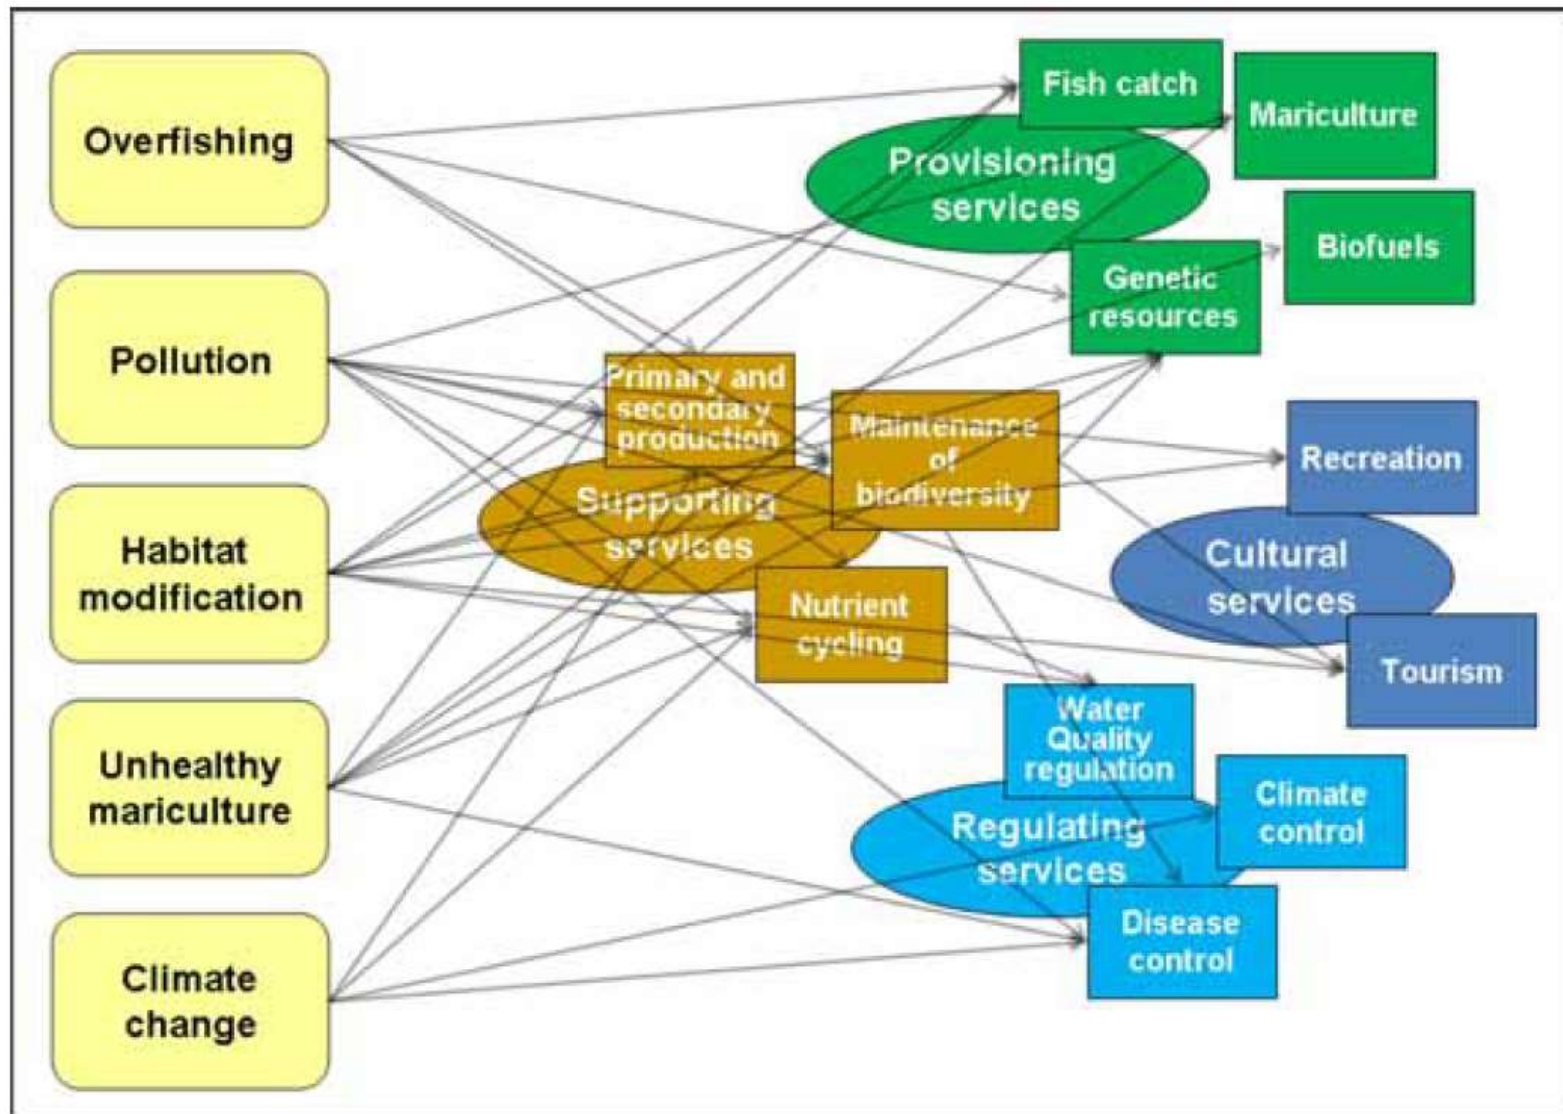 Overfishing
Pollution
Habitat
modification
Unhealthy
mariculture
Climate
change
Fish catch
Mariculture
Provisioning
services
Biofuels
Genetic
resources
Primary and
secondary
production
Maintenance
of
biodiversity
Supporting
services
Nutrient
cycling
Recreation
Cultural
services
Tourism
Water
Quality
regulation
Climate
control
Regulating
services
Disease
control